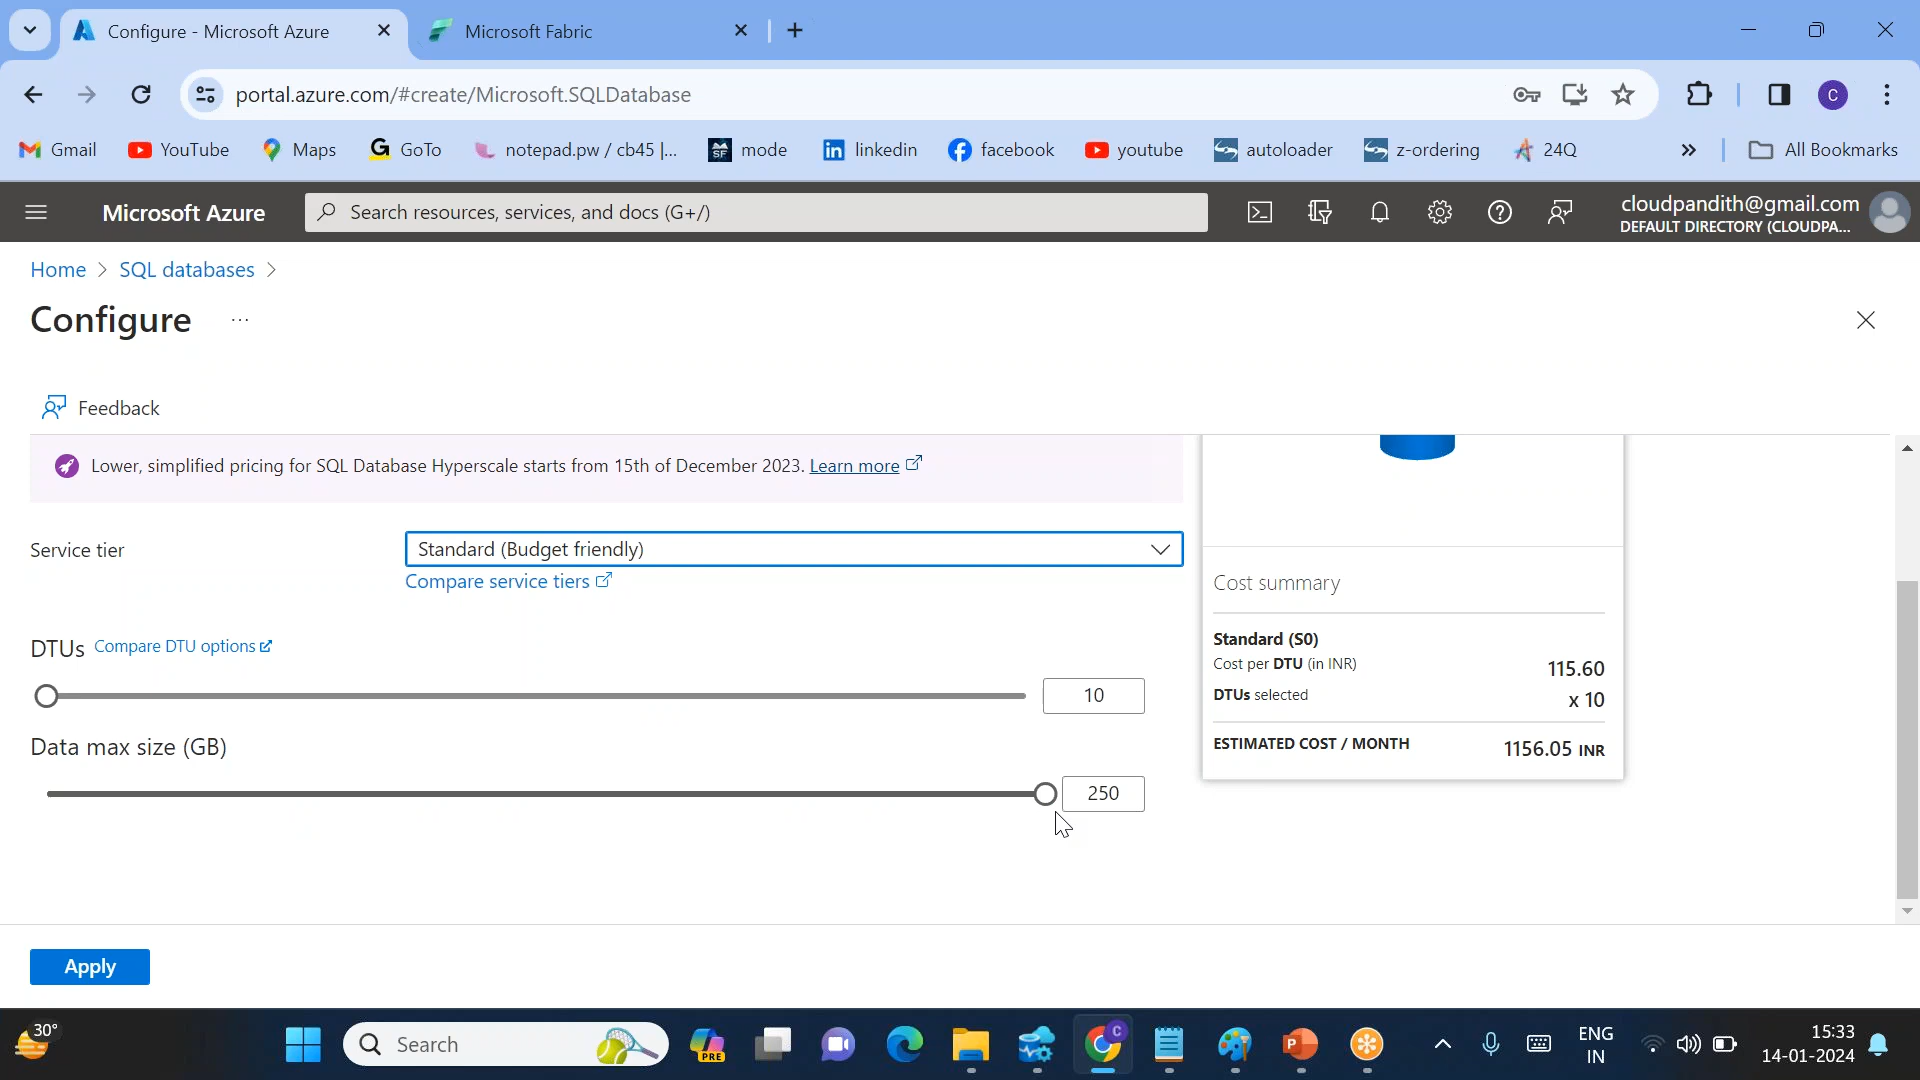 Configure - Microsoft Azure
Microsoft Fabric
portal.azure.com/#create/Microsoft.SQLDatabase
C
Gmail
YouTube
Maps
GoTo
notepad.pw / cb45 |...
mode
linkedin
facebook
youtube
autoloader
z-ordering
24Q
All Bookmarks
Microsoft Azure
Search resources, services, and docs (G+/)
cloudpandith@gmail.com
DEFAULT DIRECTORY (CLOUDPA...
Home > SQL databases >
Configure ...
Feedback
Lower, simplified pricing for SQL Database Hyperscale starts from 15th of December 2023. Learn more
Service tier
Standard (Budget friendly)
Compare service tiers
DTUs Compare DTU options
10
Data max size (GB)
250
Cost summary
Standard (S0)
Cost per DTU (in INR) 115.60
DTUs selected x 10
ESTIMATED COST / MONTH 1156.05 INR
Apply
30°
Search
PRE
C
ENG
IN
15:33
14-01-2024